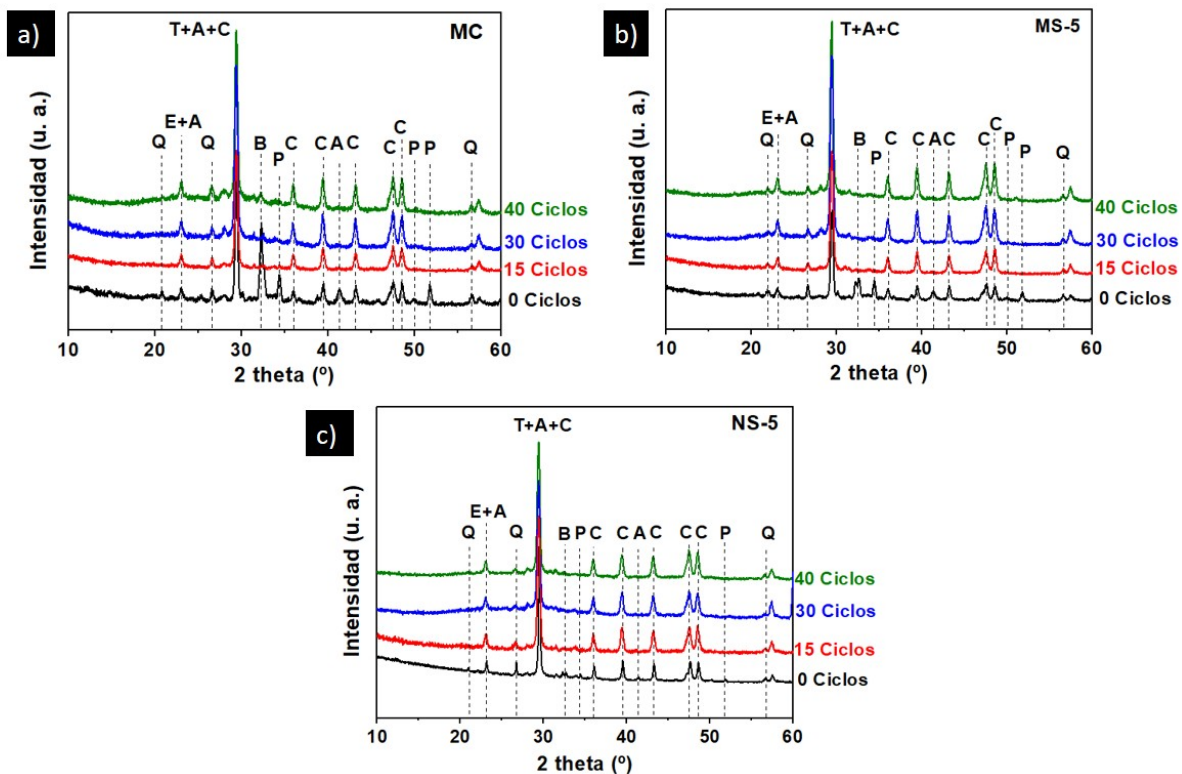 a)
MC
T+A+C
E+A
Q Q B P C C A C C C P P Q
Intensidad (u. a.)
40 Ciclos
30 Ciclos
15 Ciclos
0 Ciclos
10 20 30 40 50 60
2 theta (º)
b)
MS-5
T+A+C
E+A
Q Q B P C C A C C C P P Q
Intensidad (u. a.)
40 Ciclos
30 Ciclos
15 Ciclos
0 Ciclos
10 20 30 40 50 60
2 theta (º)
c)
NS-5
T+A+C
E+A
Q Q B P C C A C C C P Q
Intensidad (u. a.)
40 Ciclos
30 Ciclos
15 Ciclos
0 Ciclos
10 20 30 40 50 60
2 theta (º)